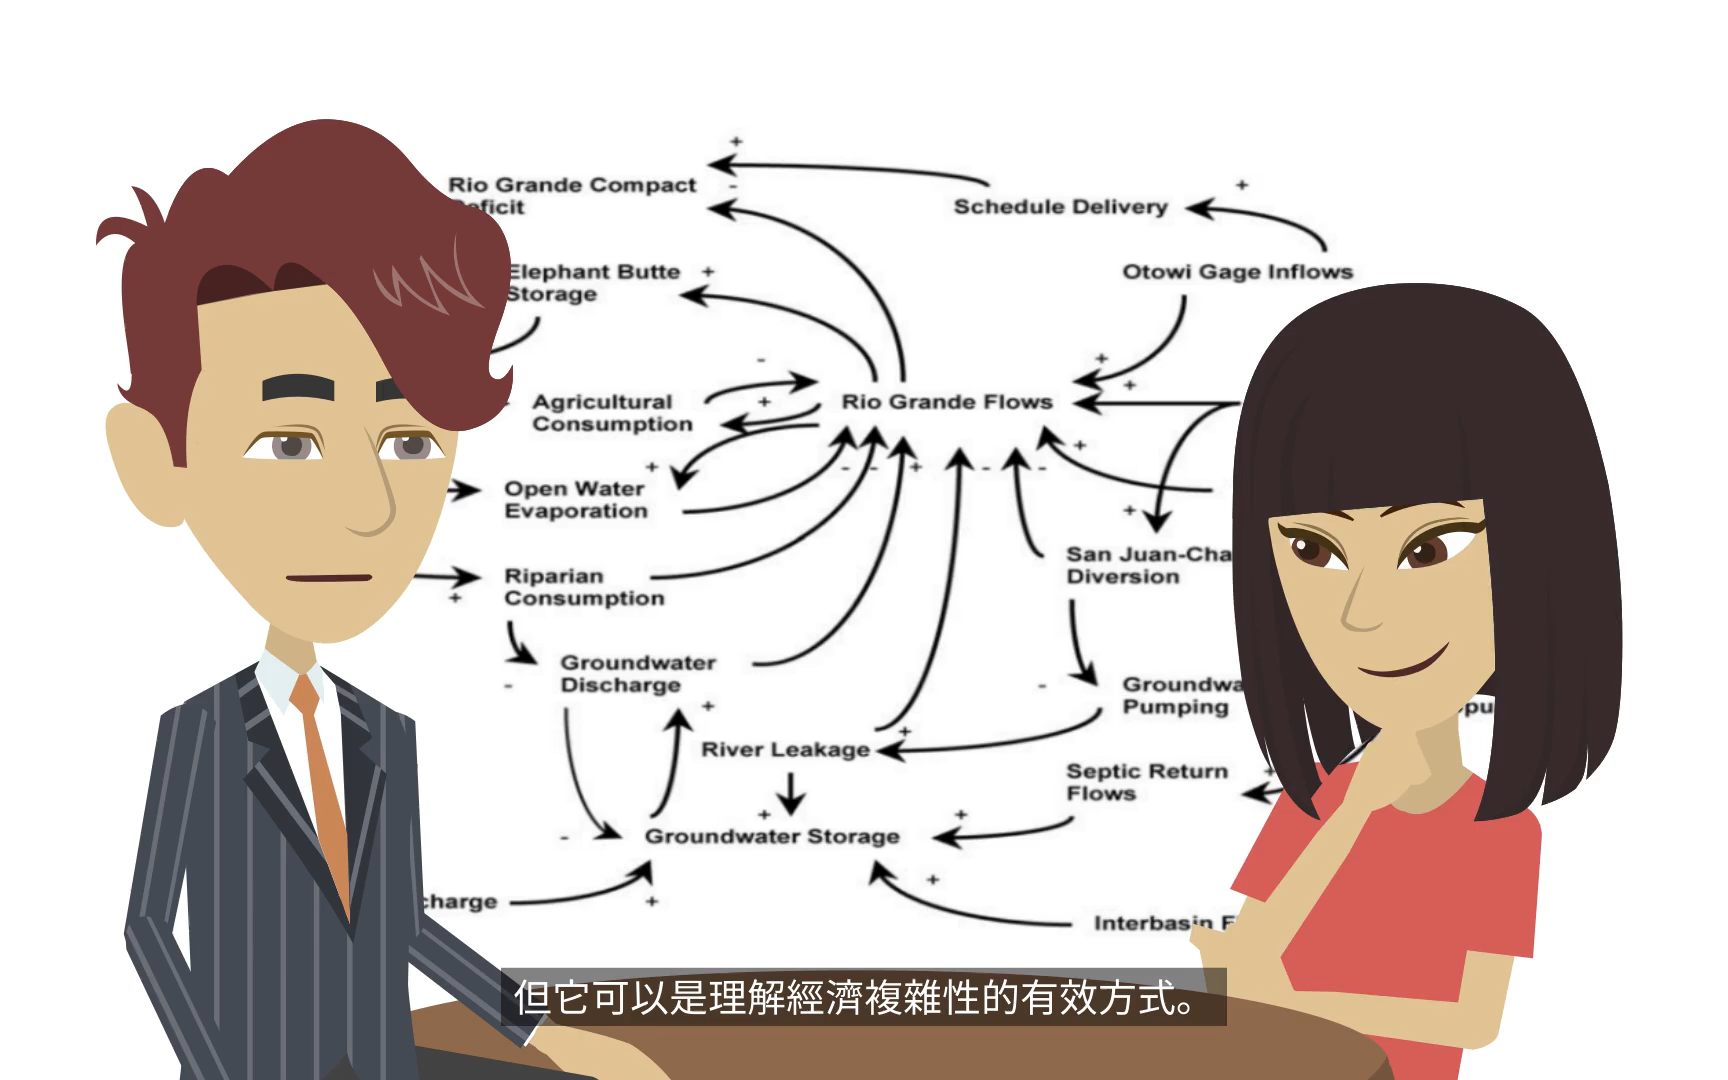 Rio Grande Compact
Deficit
Schedule Delivery
Otowi Gage Inflows
Elephant Butte
Storage
Agricultural
Consumption
Rio Grande Flows
Open Water
Evaporation
Riparian
Consumption
San Juan-Cha
Diversion
Groundwater
Discharge
Groundwa
Pumping
River Leakage
Septic Return
Flows
Groundwater Storage
charge
Interbasin F
但它可以是理解經濟複雜性的有效方式。